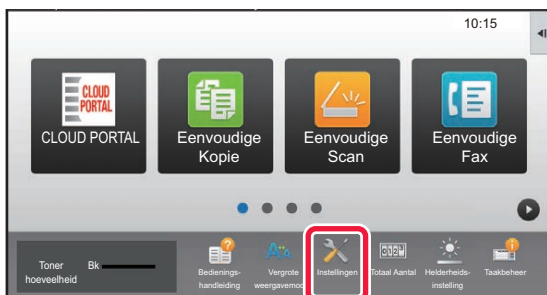 10:15
CLOUD
PORTAL
CLOUD PORTAL
Eenvoudige
Kopie
Eenvoudige
Scan
Eenvoudige
Fax
Toner
hoeveelheid
Bk
Bedienings-
handleiding
Vergrote
weergavemod
Instellingen
Totaal Aantal
Helderheids-
instelling
Taakbeheer